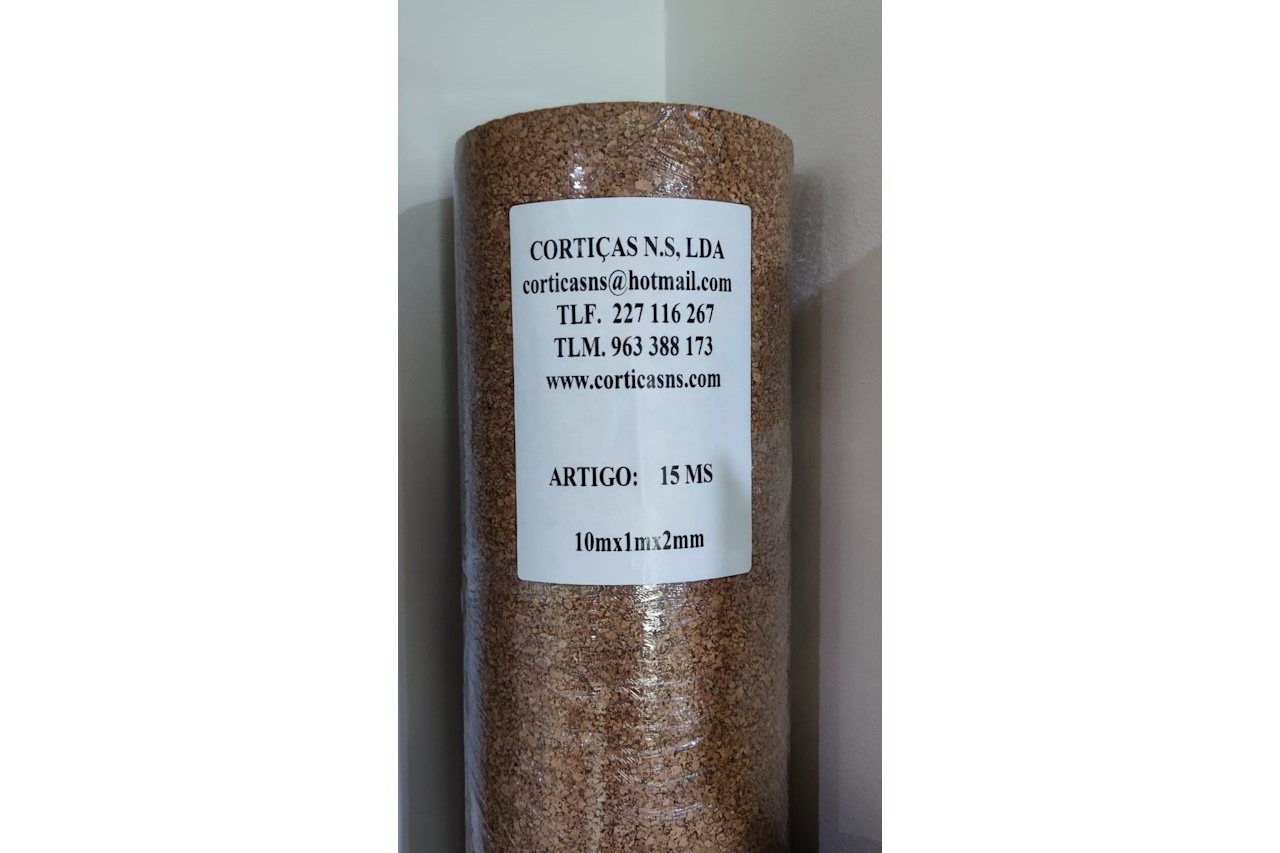 CORTIÇAS N.S, LDA
corticasns@hotmail.com
TLF. 227 116 267
TLM. 963 388 173
www.corticasns.com
ARTIGO: 15 MS
10mx1mx2mm